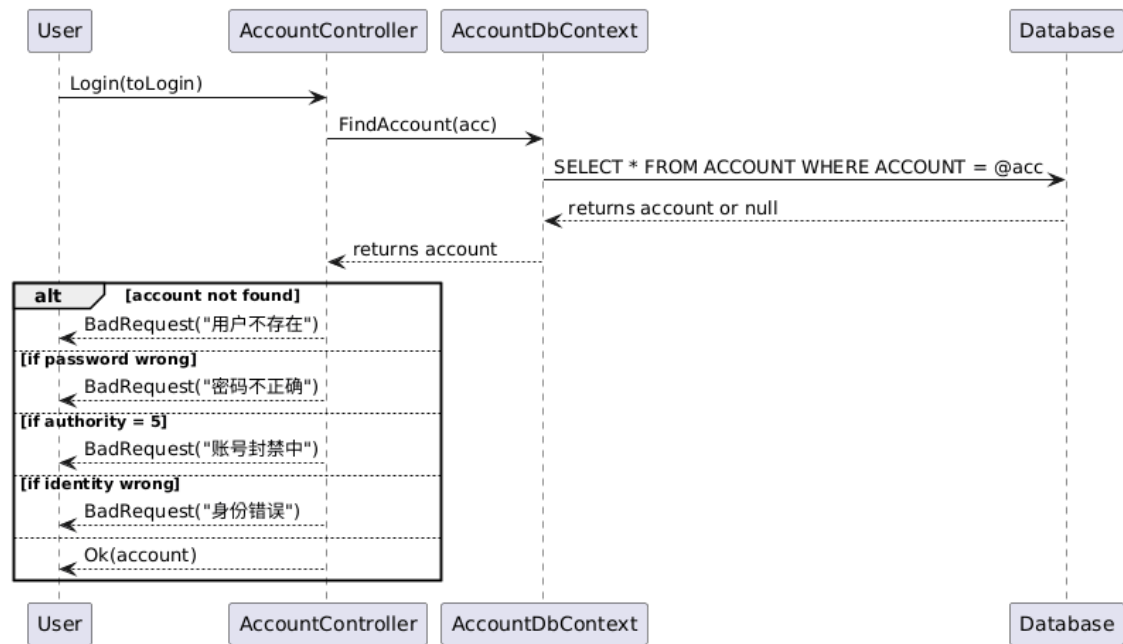 User AccountController AccountDbContext Database
Login(toLogin)
FindAccount(acc)
SELECT * FROM ACCOUNT WHERE ACCOUNT = @acc
returns account or null
returns account
alt [account not found]
BadRequest("用户不存在")
[if password wrong]
BadRequest("密码不正确")
[if authority = 5]
BadRequest("账号封禁中")
[if identity wrong]
BadRequest("身份错误")
Ok(account)
User AccountController AccountDbContext Database